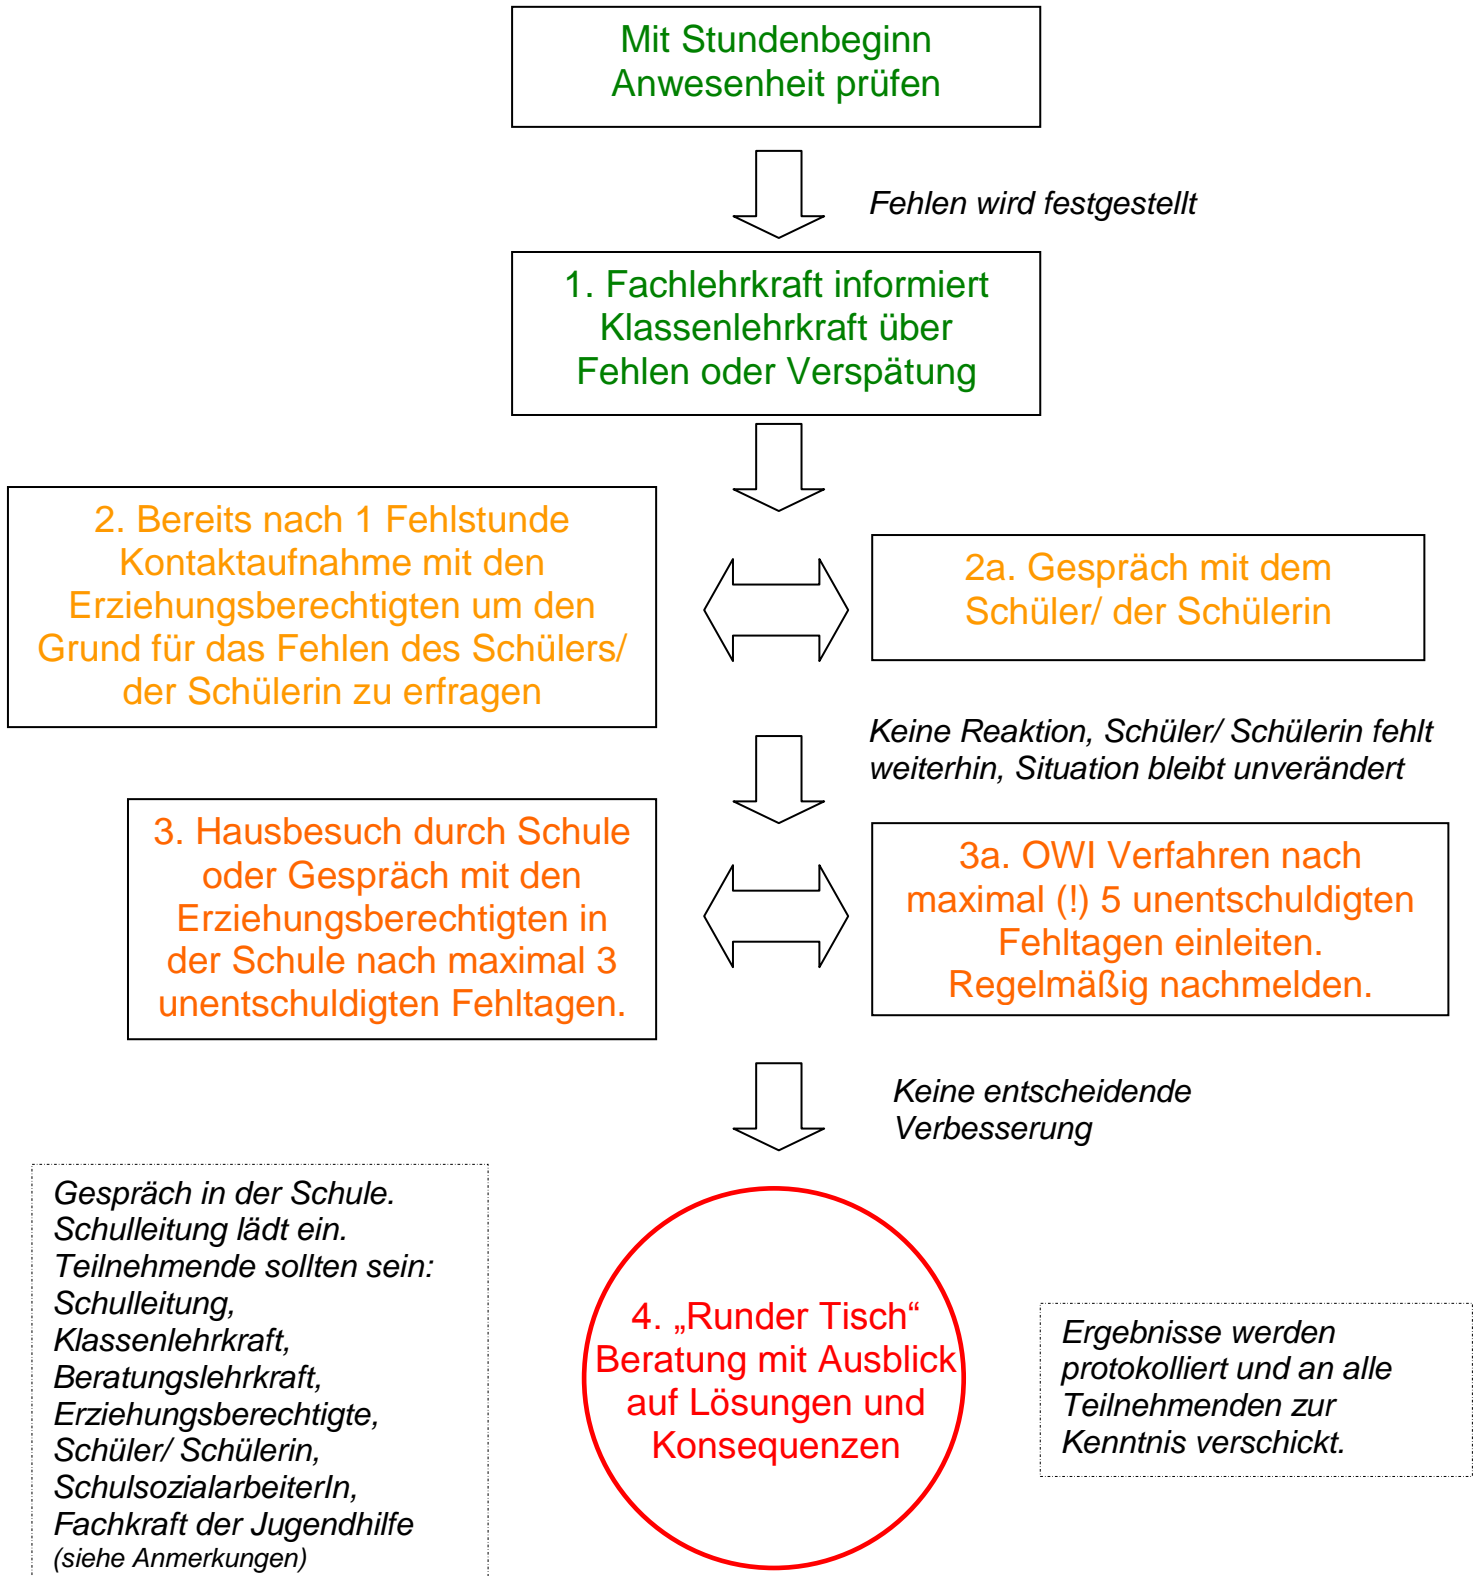 Mit Stundenbeginn
Anwesenheit prüfen
Fehlen wird festgestellt
1. Fachlehrkraft informiert
Klassenlehrkraft über
Fehlen oder Verspätung
2. Bereits nach 1 Fehlstunde
Kontaktaufnahme mit den
Erziehungsberechtigten um den
Grund für das Fehlen des Schülers/
der Schülerin zu erfragen
2a. Gespräch mit dem
Schüler/ der Schülerin
Keine Reaktion, Schüler/ Schülerin fehlt
weiterhin, Situation bleibt unverändert
3. Hausbesuch durch Schule
oder Gespräch mit den
Erziehungsberechtigten in
der Schule nach maximal 3
unentschuldigten Fehltagen.
3a. OWI Verfahren nach
maximal (!) 5 unentschuldigten
Fehltagen einleiten.
Regelmäßig nachmelden.
Keine entscheidende
Verbesserung
Gespräch in der Schule.
Schulleitung lädt ein.
Teilnehmende sollten sein:
Schulleitung,
Klassenlehrkraft,
Beratungslehrkraft,
Erziehungsberechtigte,
Schüler/ Schülerin,
SchulsozialarbeiterIn,
Fachkraft der Jugendhilfe
(siehe Anmerkungen)
4. „Runder Tisch“
Beratung mit Ausblick
auf Lösungen und
Konsequenzen
Ergebnisse werden
protokolliert und an alle
Teilnehmenden zur
Kenntnis verschickt.